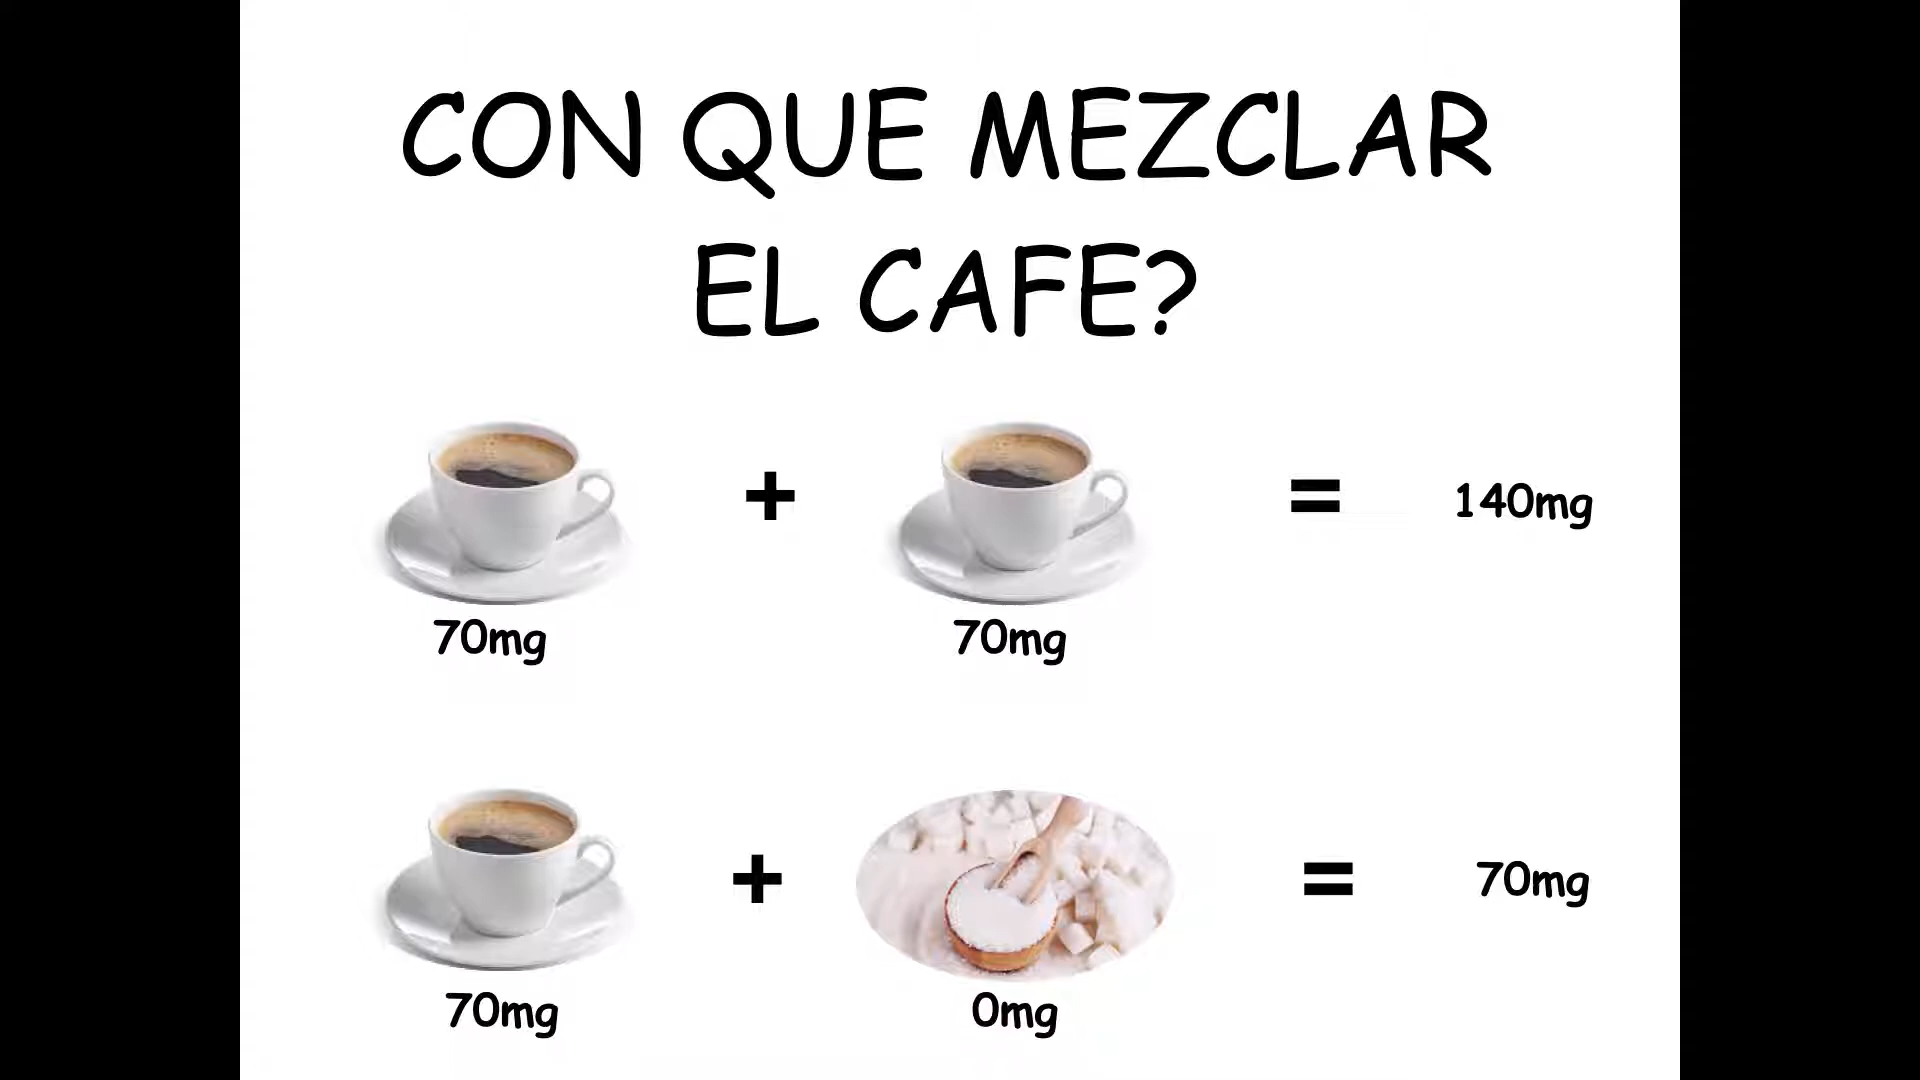 CON QUE MEZCLAR
EL CAFE?
+ = 140mg
70mg 70mg
+ = 70mg
70mg 0mg